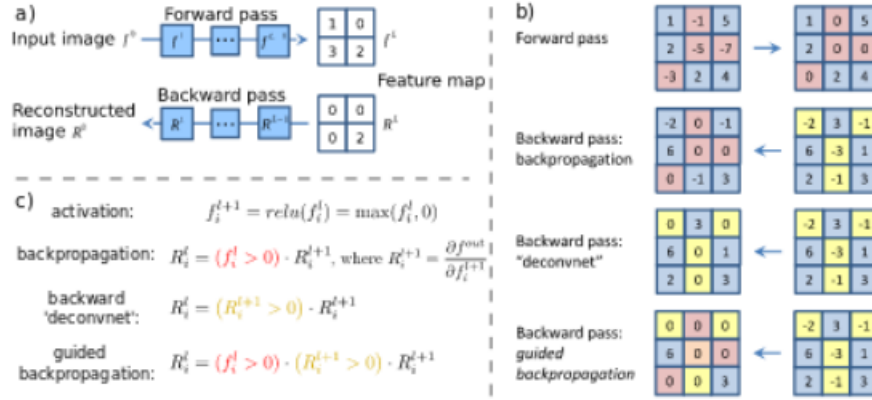 a)
Forward pass
Input image f⁰
f¹ ... f^{L-1}
1 0
3 2
f^L
Feature map
Backward pass
Reconstructed
image R⁰
R¹ ... R^{L-1}
0 0
0 2
R^L
b)
Forward pass
1 -1 5
2 -5 -7
-3 2 4
1 0 5
2 0 0
0 2 4
Backward pass:
backpropagation
-2 0 -1
6 0 0
0 -1 3
-2 3 -1
6 -3 1
2 -1 3
Backward pass:
"deconvnet"
0 3 0
6 0 1
2 0 3
-2 3 -1
6 -3 1
2 -1 3
Backward pass:
guided
backpropagation
0 0 0
6 0 0
0 0 3
-2 3 -1
6 -3 1
2 -1 3
c)
activation: f_i^{l+1} = relu(f_i^l) = max(f_i^l, 0)
backpropagation: R_i^l = (f_i^l > 0) · R_i^{l+1}, where R_i^{l+1} = ∂f^{out} / ∂f_i^{l+1}
backward
'deconvnet': R_i^l = (R_i^{l+1} > 0) · R_i^{l+1}
guided
backpropagation: R_i^l = (f_i^l > 0) · (R_i^{l+1} > 0) · R_i^{l+1}